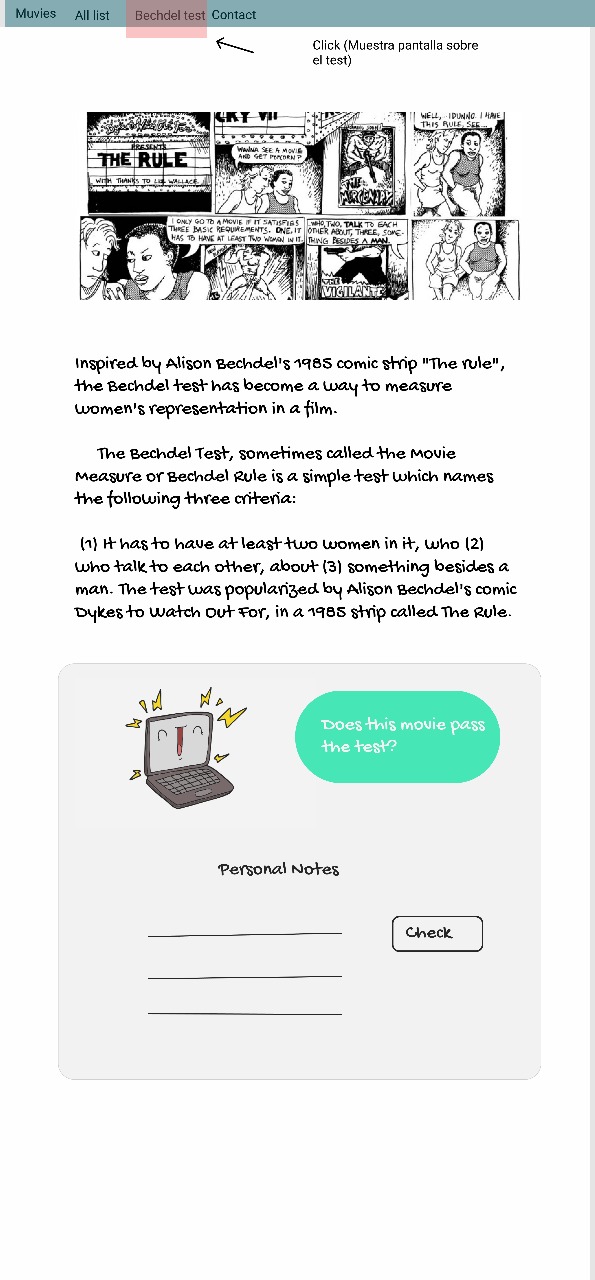 Muvies All list Bechdel test Contact
Click (Muestra pantalla sobre
el test)
PRESENTS
THE RULE
WITH THANKS TO LIZ WALLACE
CRY VII
WANNA SEE A MOVIE
AND GET POPCORN?
THE
MERCENARY
WELL, . I DUNNO. I HAVE
THIS RULE, SEE...
I ONLY GO TO A MOVIE IF IT SATISFIES
THREE BASIC REQUIREMENTS. ONE, IT
HAS TO HAVE AT LEAST TWO WOMEN IN IT
..WHO, TWO, TALK TO EACH
OTHER ABOUT, THREE, SOME-
THING BESIDES A MAN.
THE
VIGILANTE
Inspired by Alison Bechdel's 1985 comic strip "The rule",
the Bechdel test has become a way to measure
women's representation in a film.
The Bechdel Test, sometimes called the Movie
Measure or Bechdel Rule is a simple test which names
the following three criteria:
(1) It has to have at least two women in it, who (2)
who talk to each other, about (3) something besides a
man. The test was popularized by Alison Bechdel's comic
Dykes to Watch Out For, in a 1985 strip called The Rule.
Does this movie pass
the test?
Personal Notes
Check